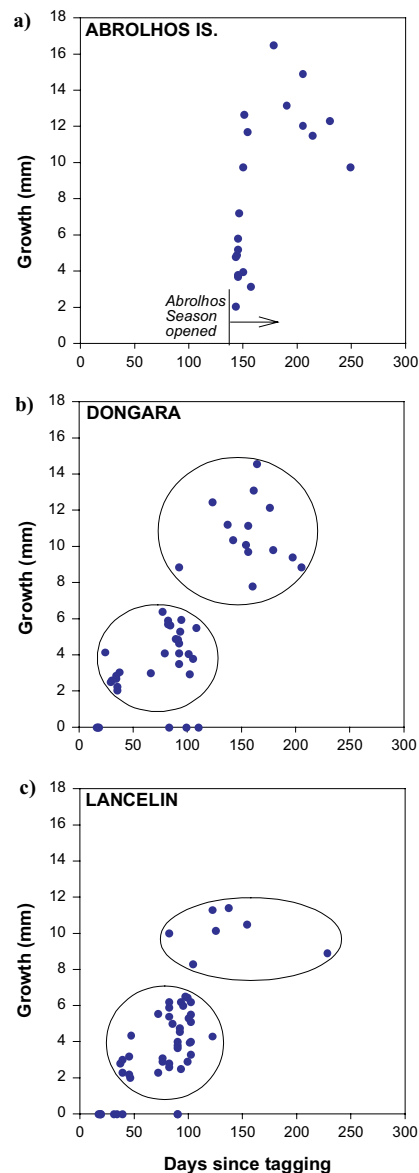 a)
ABROLHOS IS.
18
16
14
12
10
8
6
4
2
0
Growth (mm)
Abrolhos
Season
opened
0 50 100 150 200 250 300
b)
DONGARA
18
16
14
12
10
8
6
4
2
0
Growth (mm)
0 50 100 150 200 250 300
c)
LANCELIN
18
16
14
12
10
8
6
4
2
0
Growth (mm)
0 50 100 150 200 250 300
Days since tagging